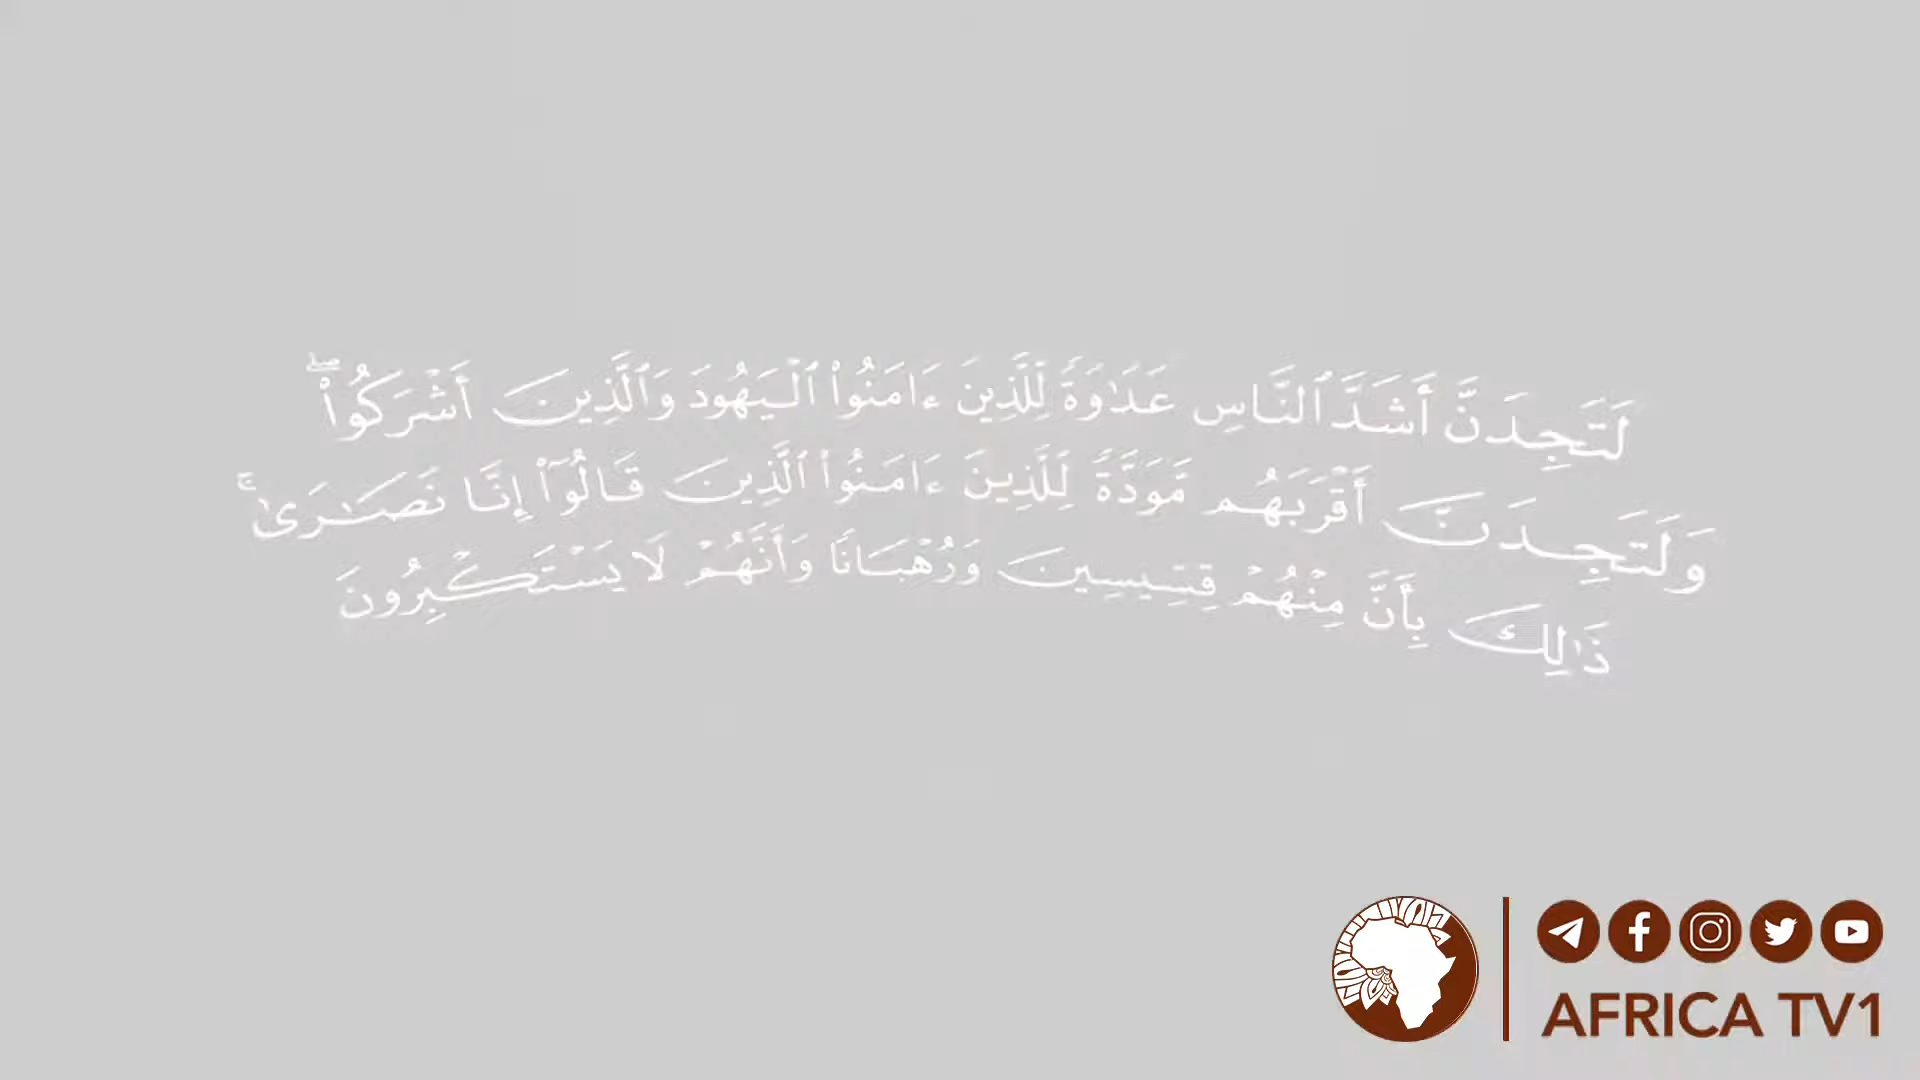 لَتَجِدَنَّ أَشَدَّ ٱلنَّاسِ عَدَٰوَةً لِّلَّذِينَ ءَامَنُوا۟ ٱلْيَهُودَ وَٱلَّذِينَ أَشْرَكُوا۟ ۖ
وَلَتَجِدَنَّ أَقْرَبَهُم مَّوَدَّةً لِّلَّذِينَ ءَامَنُوا۟ ٱلَّذِينَ قَالُوٓا۟ إِنَّا نَصَٰرَىٰ ۚ
ذَٰلِكَ بِأَنَّ مِنْهُمْ قِسِّيسِينَ وَرُهْبَانًا وَأَنَّهُمْ لَا يَسْتَكْبِرُونَ
AFRICA TV1